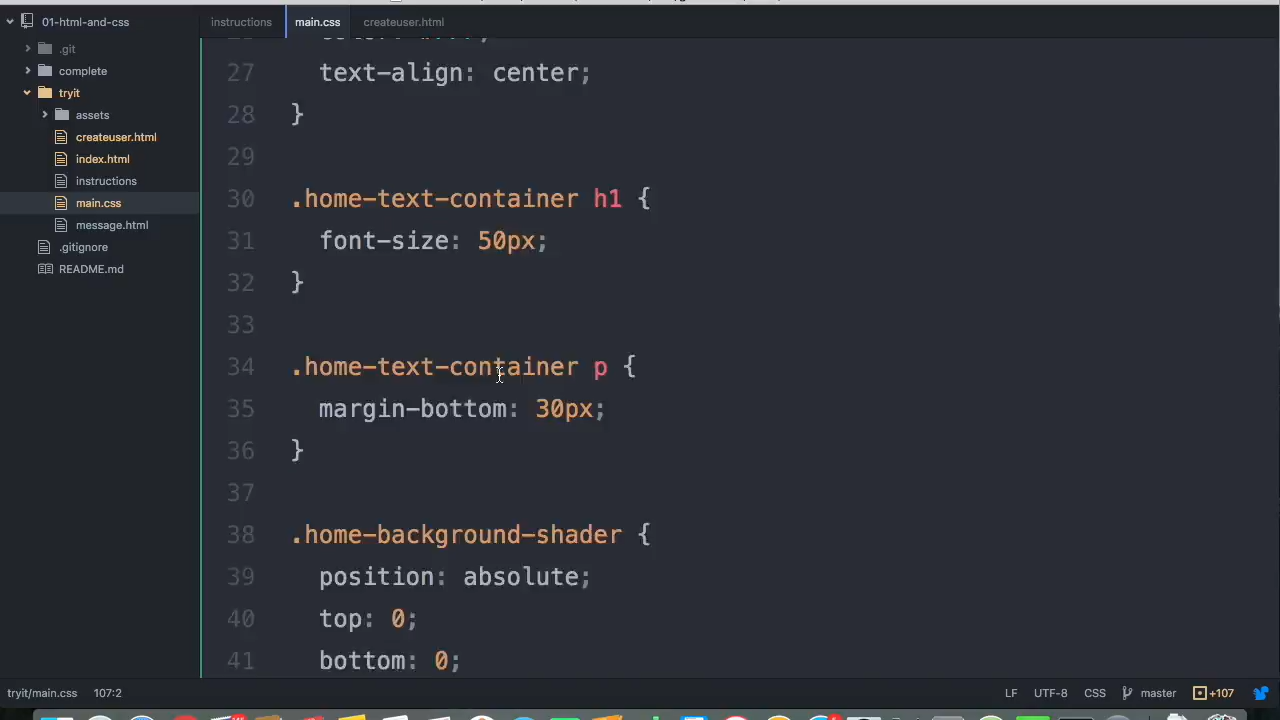 01-html-and-css
instructions
main.css
createuser.html
.git
complete
tryit
assets
createuser.html
index.html
instructions
main.css
message.html
.gitignore
README.md
27 text-align: center;
28 }
29
30 .home-text-container h1 {
31 font-size: 50px;
32 }
33
34 .home-text-container p {
35 margin-bottom: 30px;
36 }
37
38 .home-background-shader {
39 position: absolute;
40 top: 0;
41 bottom: 0;
tryit/main.css 107:2
LF UTF-8 CSS master +107